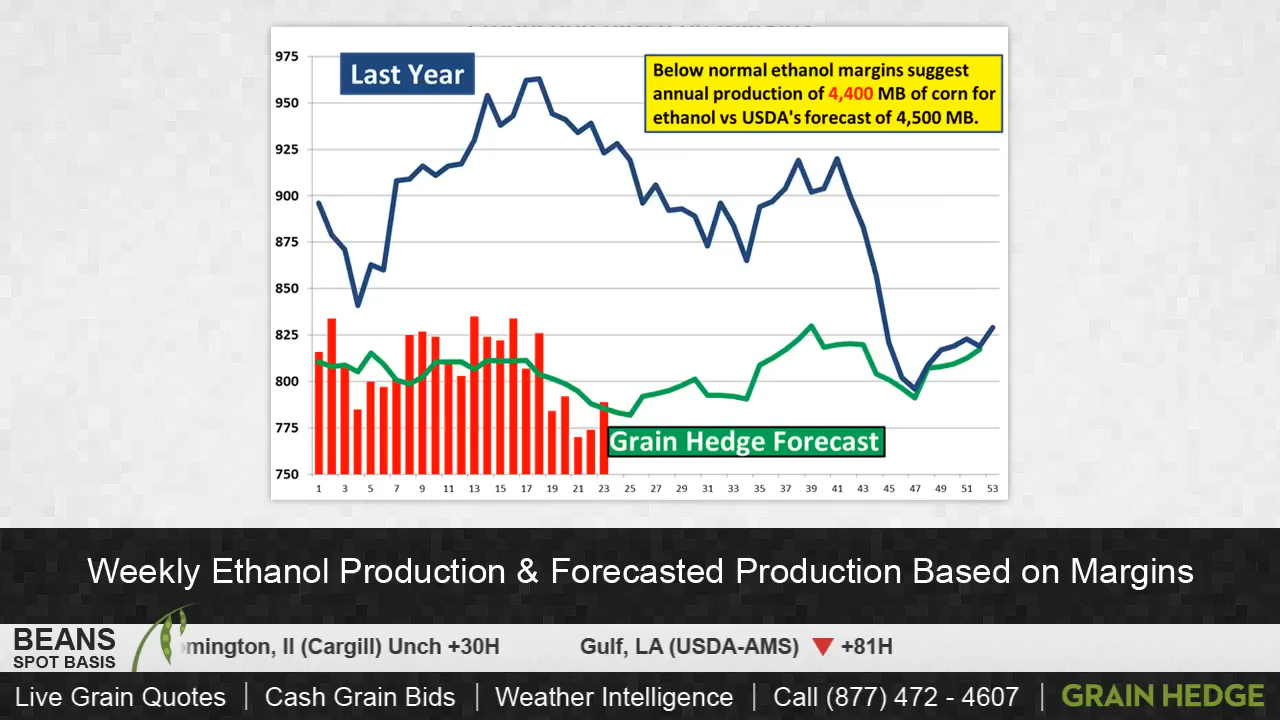 975
Last Year
Below normal ethanol margins suggest
annual production of 4,400 MB of corn for
ethanol vs USDA's forecast of 4,500 MB.
950
925
900
875
850
825
800
775
Grain Hedge Forecast
750
1 3 5 7 9 11 13 15 17 19 21 23 25 27 29 31 33 35 37 39 41 43 45 47 49 51 53
Weekly Ethanol Production & Forecasted Production Based on Margins
BEANS
SPOT BASIS
mington, Il (Cargill) Unch +30H Gulf, LA (USDA-AMS) +81H
Live Grain Quotes | Cash Grain Bids | Weather Intelligence | Call (877) 472 - 4607 | GRAIN HEDGE